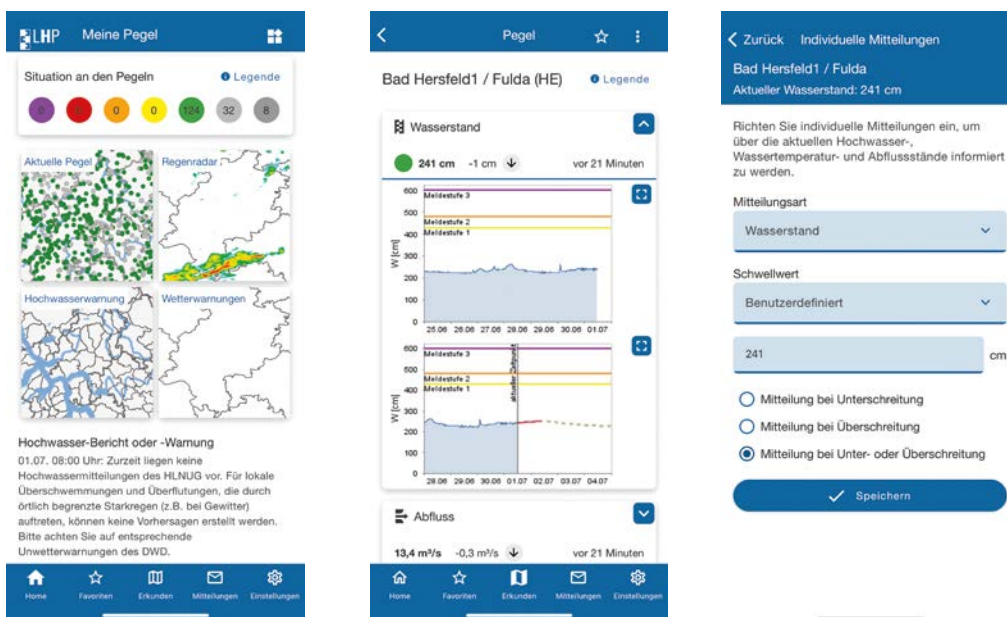 LHP
Meine Pegel
Situation an den Pegeln
Legende
0
0
0
124
32
8
Aktuelle Pegel
Regenradar
Hochwasserwarnung
Wetterwarnungen
Hochwasser-Bericht oder -Warnung
01.07. 08:00 Uhr: Zurzeit liegen keine
Hochwassermitteilungen des HLNUG vor. Für lokale
Überschwemmungen und Überflutungen, die durch
örtlich begrenzte Starkregen (z.B. bei Gewitter)
auftreten, können keine Vorhersagen erstellt werden.
Bitte achten Sie auf entsprechende
Unwetterwarnungen des DWD.
Home
Favoriten
Erkunden
Mitteilungen
Einstellungen
Pegel
Bad Hersfeld1 / Fulda (HE)
Legende
Wasserstand
241 cm -1 cm
vor 21 Minuten
W [cm]
600
500
400
300
200
100
0
Meldestufe 3
Meldestufe 2
Meldestufe 1
25.06 26.06 27.06 28.06 29.06 30.06 01.07
W [cm]
600
500
400
300
200
100
0
Meldestufe 3
Meldestufe 2
Meldestufe 1
aktueller Zeitpunkt
28.06 29.06 30.06 01.07 02.07 03.07 04.07
Abfluss
13,4 m³/s -0,3 m³/s
vor 21 Minuten
Home
Favoriten
Erkunden
Mitteilungen
Einstellungen
Zurück
Individuelle Mitteilungen
Bad Hersfeld1 / Fulda
Aktueller Wasserstand: 241 cm
Richten Sie individuelle Mitteilungen ein, um
über die aktuellen Hochwasser-,
Wassertemperatur- und Abflussstände informiert
zu werden.
Mitteilungsart
Wasserstand
Schwellwert
Benutzerdefiniert
241
cm
Mitteilung bei Unterschreitung
Mitteilung bei Überschreitung
Mitteilung bei Unter- oder Überschreitung
Speichern